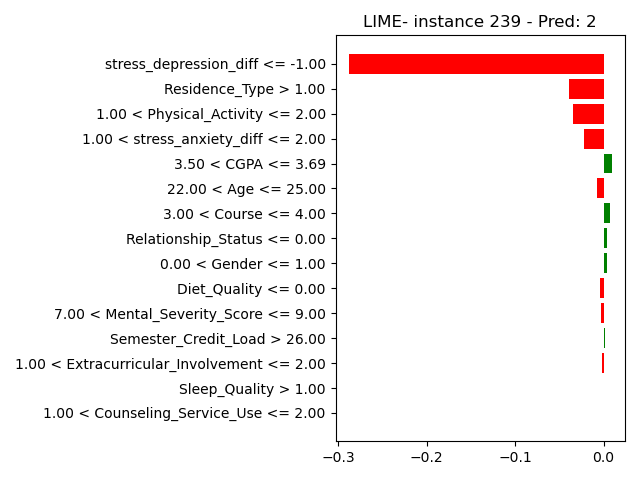 LIME- instance 239 - Pred: 2
stress_depression_diff <= -1.00
Residence_Type > 1.00
1.00 < Physical_Activity <= 2.00
1.00 < stress_anxiety_diff <= 2.00
3.50 < CGPA <= 3.69
22.00 < Age <= 25.00
3.00 < Course <= 4.00
Relationship_Status <= 0.00
0.00 < Gender <= 1.00
Diet_Quality <= 0.00
7.00 < Mental_Severity_Score <= 9.00
Semester_Credit_Load > 26.00
1.00 < Extracurricular_Involvement <= 2.00
Sleep_Quality > 1.00
1.00 < Counseling_Service_Use <= 2.00
−0.3 −0.2 −0.1 0.0